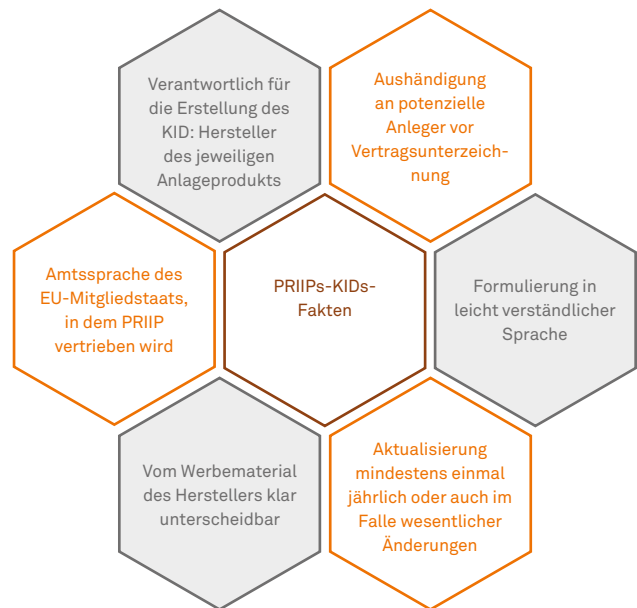 Verantwortlich für
die Erstellung des
KID: Hersteller
des jeweiligen
Anlageprodukts
Aushändigung
an potenzielle
Anleger vor
Vertragsunterzeich-
nung
Amtssprache des
EU-Mitgliedstaats,
in dem PRIIP
vertrieben wird
PRIIPs-KIDs-
Fakten
Formulierung in
leicht verständlicher
Sprache
Vom Werbematerial
des Herstellers klar
unterscheidbar
Aktualisierung
mindestens einmal
jährlich oder auch im
Falle wesentlicher
Änderungen